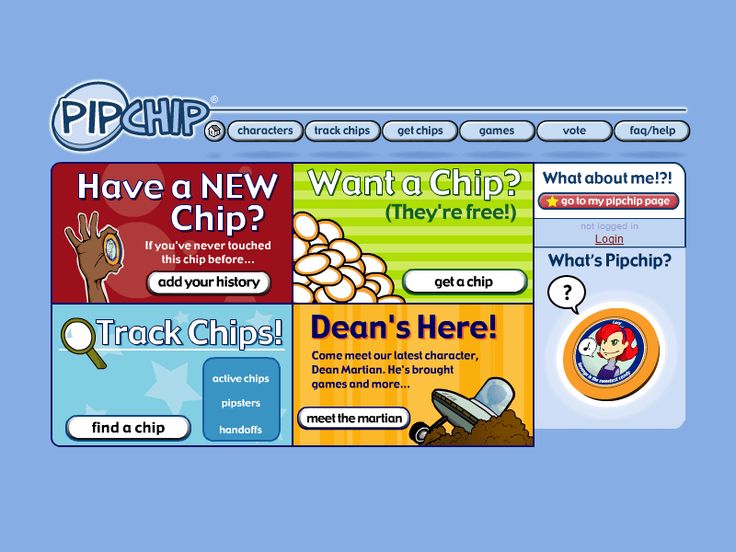 PIPCHIP®
characters
track chips
get chips
games
vote
faq/help
Have a NEW
Chip?
If you've never touched
this chip before...
add your history
Want a Chip?
(They're free!)
get a chip
What about me!?!
go to my pipchip page
not logged in
Login
What's Pipchip?
?
Track Chips!
active chips
pipsters
handoffs
find a chip
Dean's Here!
Come meet our latest character,
Dean Martian. He's brought
games and more...
meet the martian